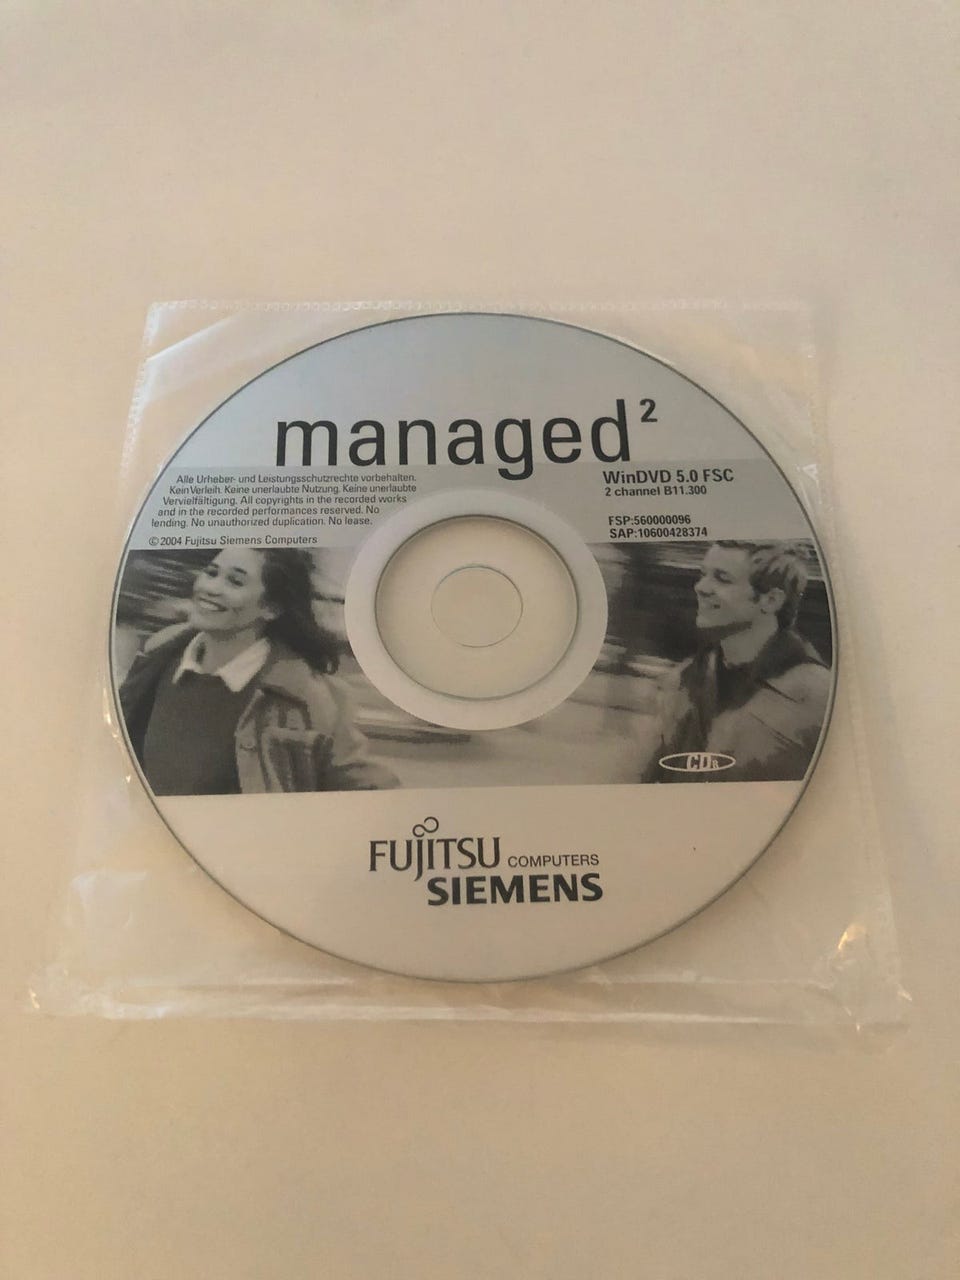 managed²
Alle Urheber- und Leistungsschutzrechte vorbehalten.
Kein Verleih. Keine unerlaubte Nutzung. Keine unerlaubte
Vervielfältigung. All copyrights in the recorded works
and in the recorded performances reserved. No
lending. No unauthorized duplication. No lease.
©2004 Fujitsu Siemens Computers
WinDVD 5.0 FSC
2 channel B11.300
FSP:560000096
SAP:10600428374
CDR
FUJITSU COMPUTERS
SIEMENS